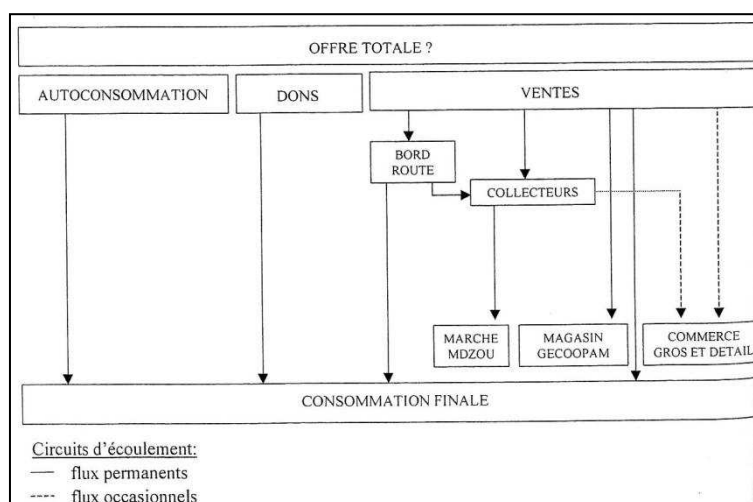 OFFRE TOTALE ?
AUTOCONSOMMATION
DONS
VENTES
BORD
ROUTE
COLLECTEURS
MARCHE
MDZOU
MAGASIN
GECOOPAM
COMMERCE
GROS ET DETAIL
CONSOMMATION FINALE
Circuits d'écoulement:
flux permanents
flux occasionnels